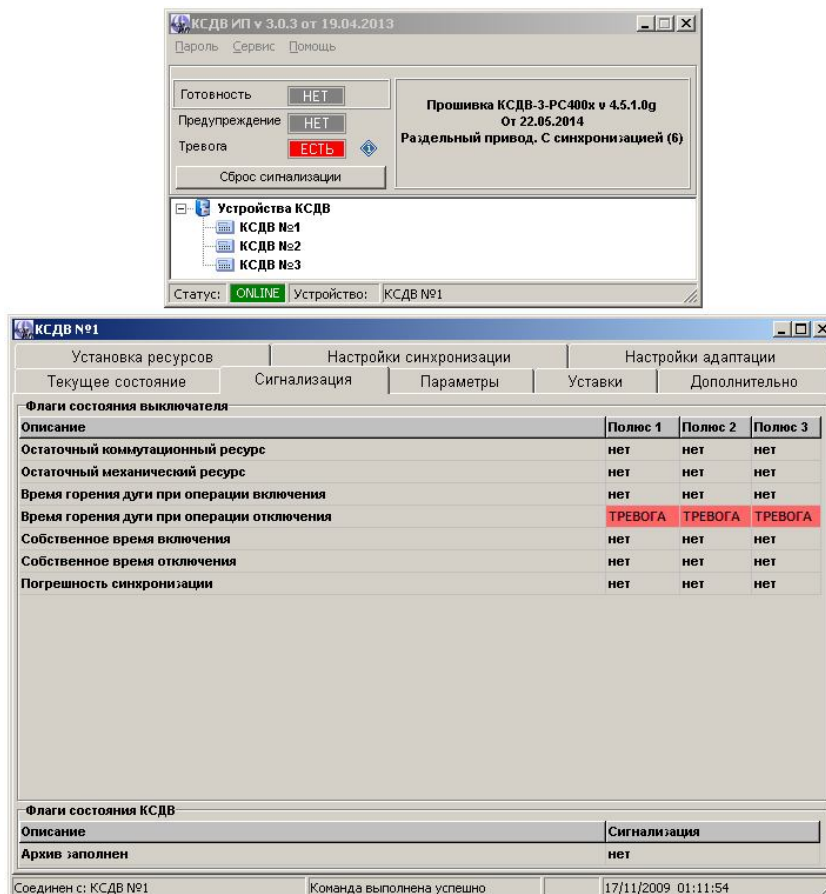 КСДВ ИП v 3.0.3 от 19.04.2013
Пароль Сервис Помощь
Готовность НЕТ
Предупреждение НЕТ
Тревога ЕСТЬ
Сброс сигнализации
Прошивка КСДВ-3-РС400х v 4.5.1.0g
От 22.05.2014
Раздельный привод. С синхронизацией (6)
Устройства КСДВ
КСДВ №1
КСДВ №2
КСДВ №3
Статус: ONLINE Устройство: КСДВ №1
КСДВ №1
Установка ресурсов Настройки синхронизации Настройки адаптации
Текущее состояние Сигнализация Параметры Уставки Дополнительно
Флаги состояния выключателя
Описание Полюс 1 Полюс 2 Полюс 3
Остаточный коммутационный ресурс нет нет нет
Остаточный механический ресурс нет нет нет
Время горения дуги при операции включения нет нет нет
Время горения дуги при операции отключения ТРЕВОГА ТРЕВОГА ТРЕВОГА
Собственное время включения нет нет нет
Собственное время отключения нет нет нет
Погрешность синхронизации нет нет нет
Флаги состояния КСДВ
Описание Сигнализация
Архив заполнен нет
Соединен с: КСДВ №1 Команда выполнена успешно 17/11/2009 01:11:54